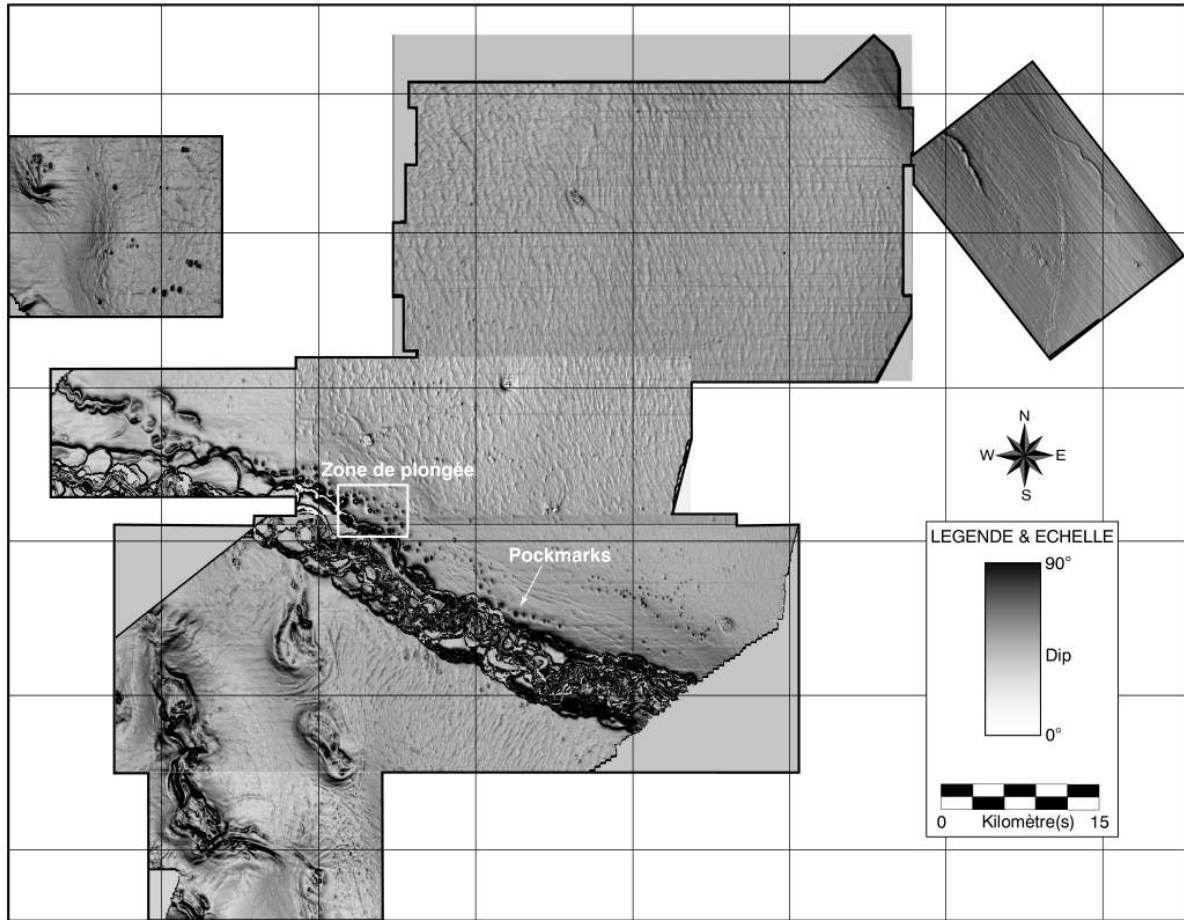 Zone de plongée
Pockmarks
N
W E
S
LEGENDE & ECHELLE
90°
Dip
0°
0 Kilomètre(s) 15